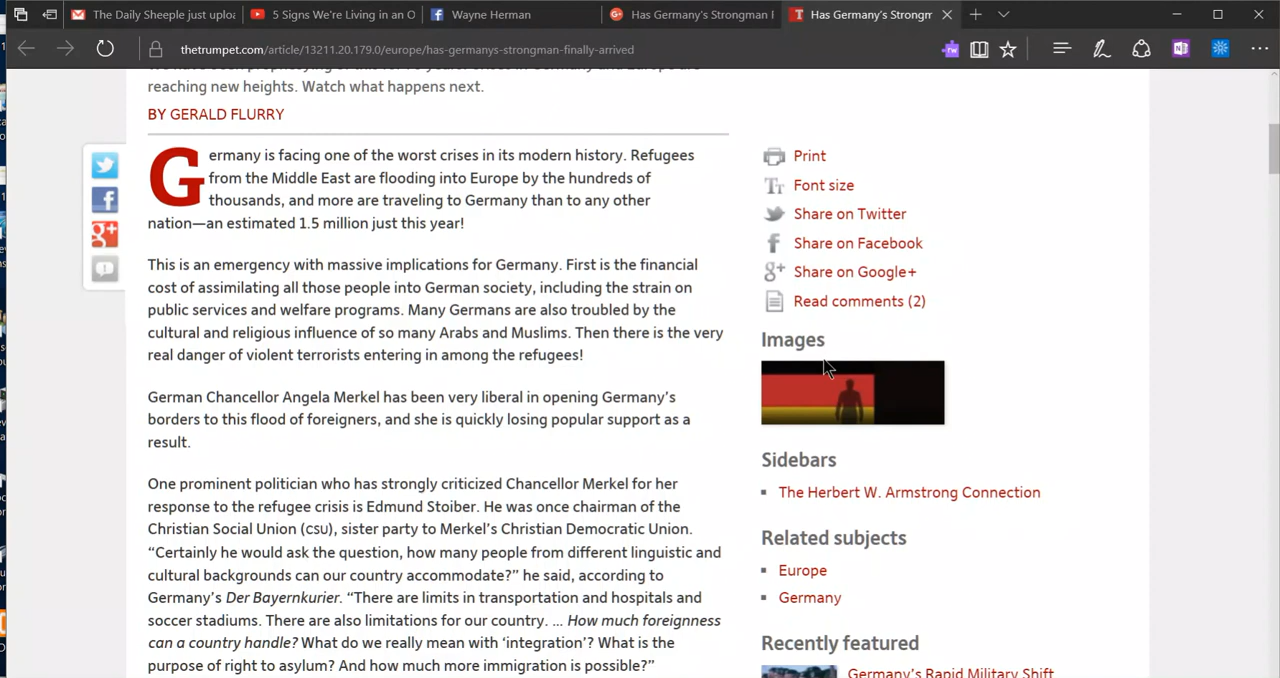 The Daily Sheeple just uploa
5 Signs We're Living in an O
Wayne Herman
Has Germany's Strongman F
Has Germany's Strongm
thetrumpet.com/article/13211.20.179.0/europe/has-germanys-strongman-finally-arrived
reaching new heights. Watch what happens next.
BY GERALD FLURRY
Germany is facing one of the worst crises in its modern history. Refugees
from the Middle East are flooding into Europe by the hundreds of
thousands, and more are traveling to Germany than to any other
nation—an estimated 1.5 million just this year!
This is an emergency with massive implications for Germany. First is the financial
cost of assimilating all those people into German society, including the strain on
public services and welfare programs. Many Germans are also troubled by the
cultural and religious influence of so many Arabs and Muslims. Then there is the very
real danger of violent terrorists entering in among the refugees!
German Chancellor Angela Merkel has been very liberal in opening Germany's
borders to this flood of foreigners, and she is quickly losing popular support as a
result.
One prominent politician who has strongly criticized Chancellor Merkel for her
response to the refugee crisis is Edmund Stoiber. He was once chairman of the
Christian Social Union (CSU), sister party to Merkel's Christian Democratic Union.
“Certainly he would ask the question, how many people from different linguistic and
cultural backgrounds can our country accommodate?” he said, according to
Germany's Der Bayernkurier. “There are limits in transportation and hospitals and
soccer stadiums. There are also limitations for our country. ... How much foreignness
can a country handle? What do we really mean with ‘integration’? What is the
purpose of right to asylum? And how much more immigration is possible?”
Print
Font size
Share on Twitter
Share on Facebook
Share on Google+
Read comments (2)
Images
Sidebars
The Herbert W. Armstrong Connection
Related subjects
Europe
Germany
Recently featured
Germany's Rapid Military Shift